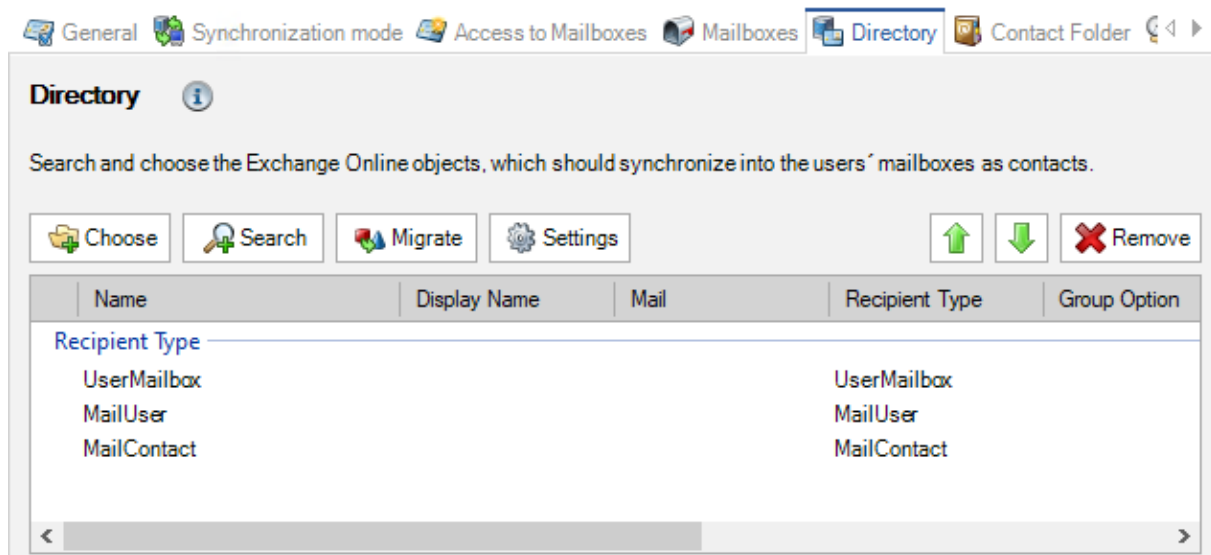 General Synchronization mode Access to Mailboxes Mailboxes Directory Contact Folder
Directory
Search and choose the Exchange Online objects, which should synchronize into the users´ mailboxes as contacts.
Choose Search Migrate Settings Remove
Name Display Name Mail Recipient Type Group Option
Recipient Type
UserMailbox UserMailbox
MailUser MailUser
MailContact MailContact